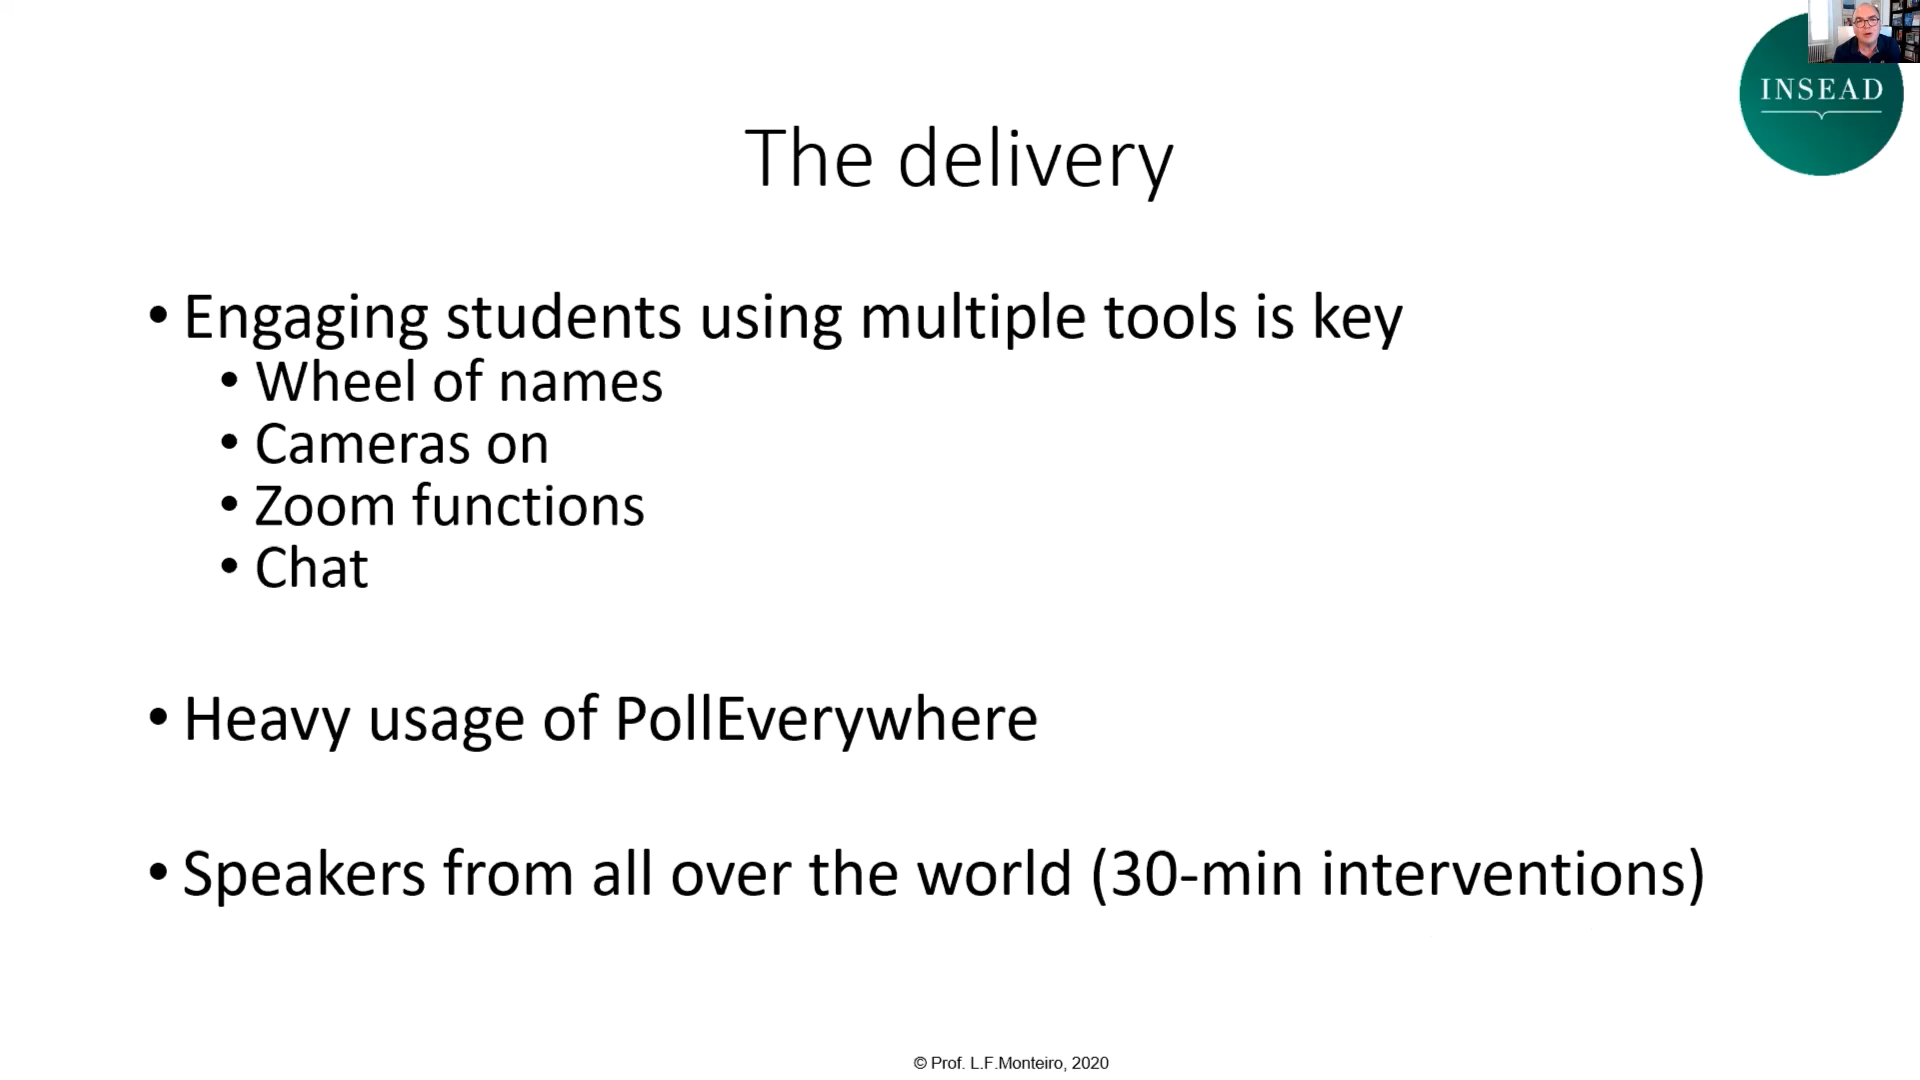 INSEAD
The delivery
• Engaging students using multiple tools is key
• Wheel of names
• Cameras on
• Zoom functions
• Chat
• Heavy usage of PollEverywhere
• Speakers from all over the world (30-min interventions)
© Prof. L.F.Monteiro, 2020